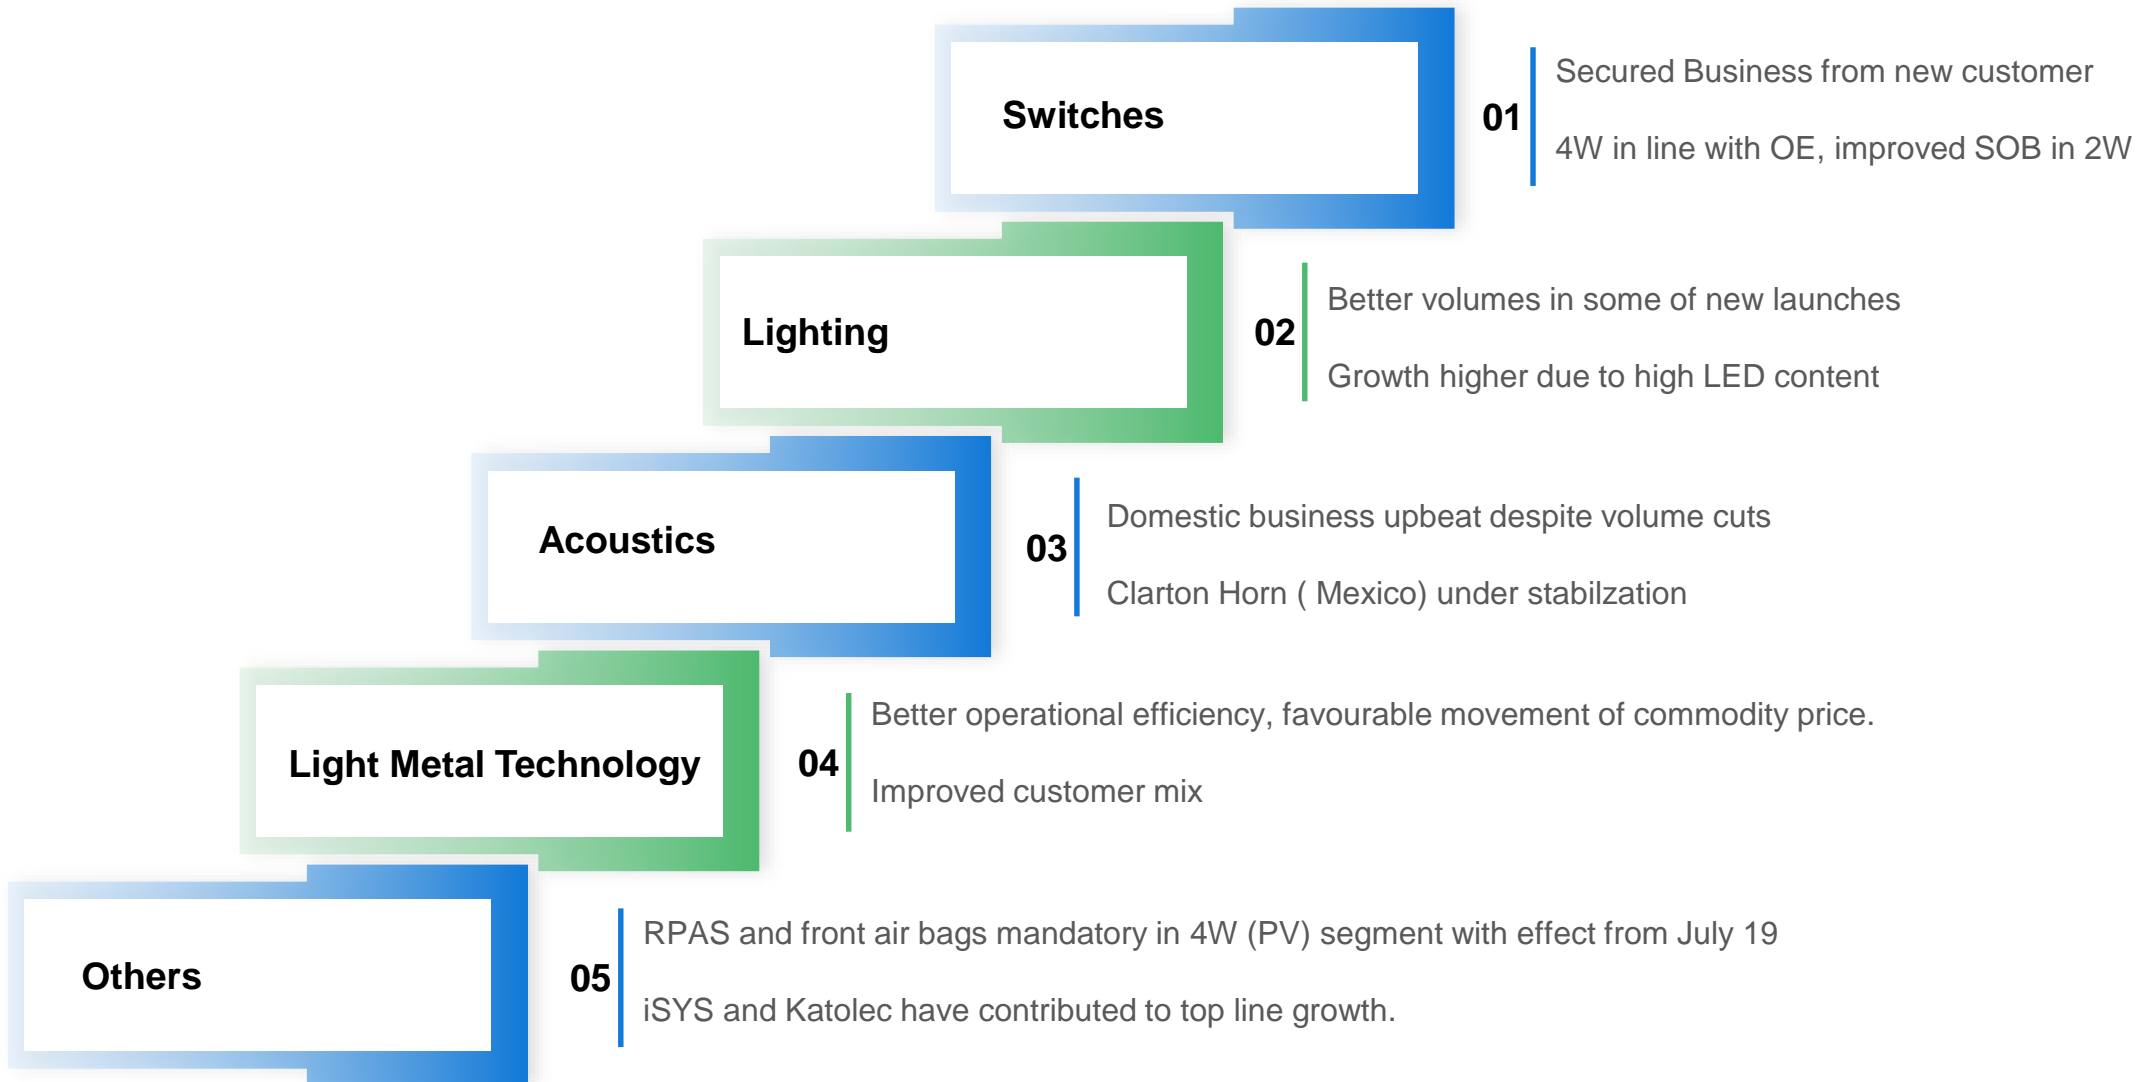 Switches
01
Secured Business from new customer
4W in line with OE, improved SOB in 2W
Lighting
02
Better volumes in some of new launches
Growth higher due to high LED content
Acoustics
03
Domestic business upbeat despite volume cuts
Clarton Horn ( Mexico) under stabilzation
Light Metal Technology
04
Better operational efficiency, favourable movement of commodity price.
Improved customer mix
Others
05
RPAS and front air bags mandatory in 4W (PV) segment with effect from July 19
iSYS and Katolec have contributed to top line growth.